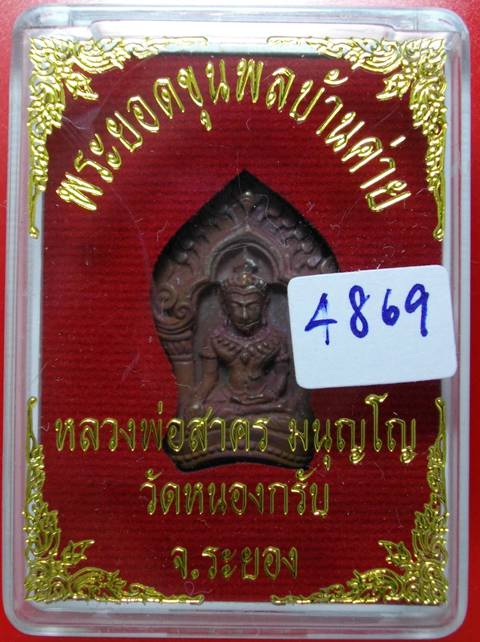 พระยอดขุนพลบ้านค่าย
4869
หลวงพ่อสาคร มนุญฺโญ
วัดหนองกรับ
จ.ระยอง